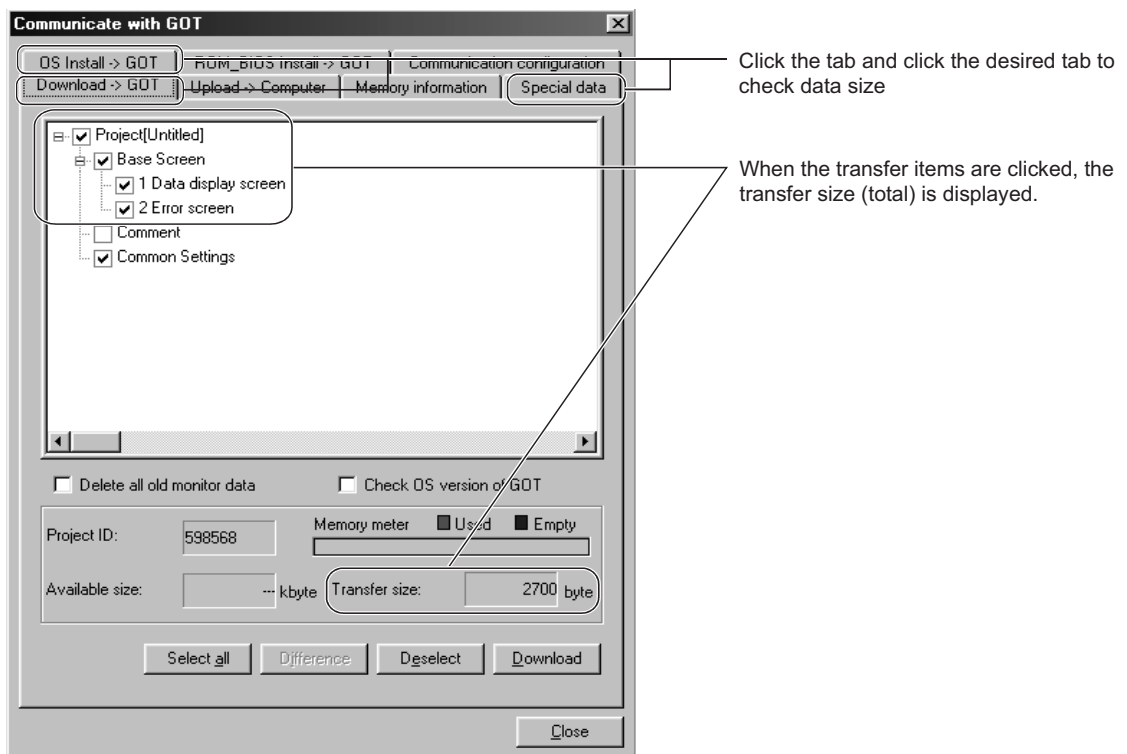 Communicate with GOT
OS Install -> GOT
ROM_BIOS Install -> GOT
Communication configuration
Download -> GOT
Upload -> Computer
Memory information
Special data
Click the tab and click the desired tab to
check data size
Project[Untitled]
Base Screen
1 Data display screen
2 Error screen
Comment
Common Settings
When the transfer items are clicked, the
transfer size (total) is displayed.
Delete all old monitor data
Check OS version of GOT
Project ID:
598568
Memory meter
Used
Empty
Available size:
--- kbyte
Transfer size:
2700 byte
Select all
Difference
Deselect
Download
Close